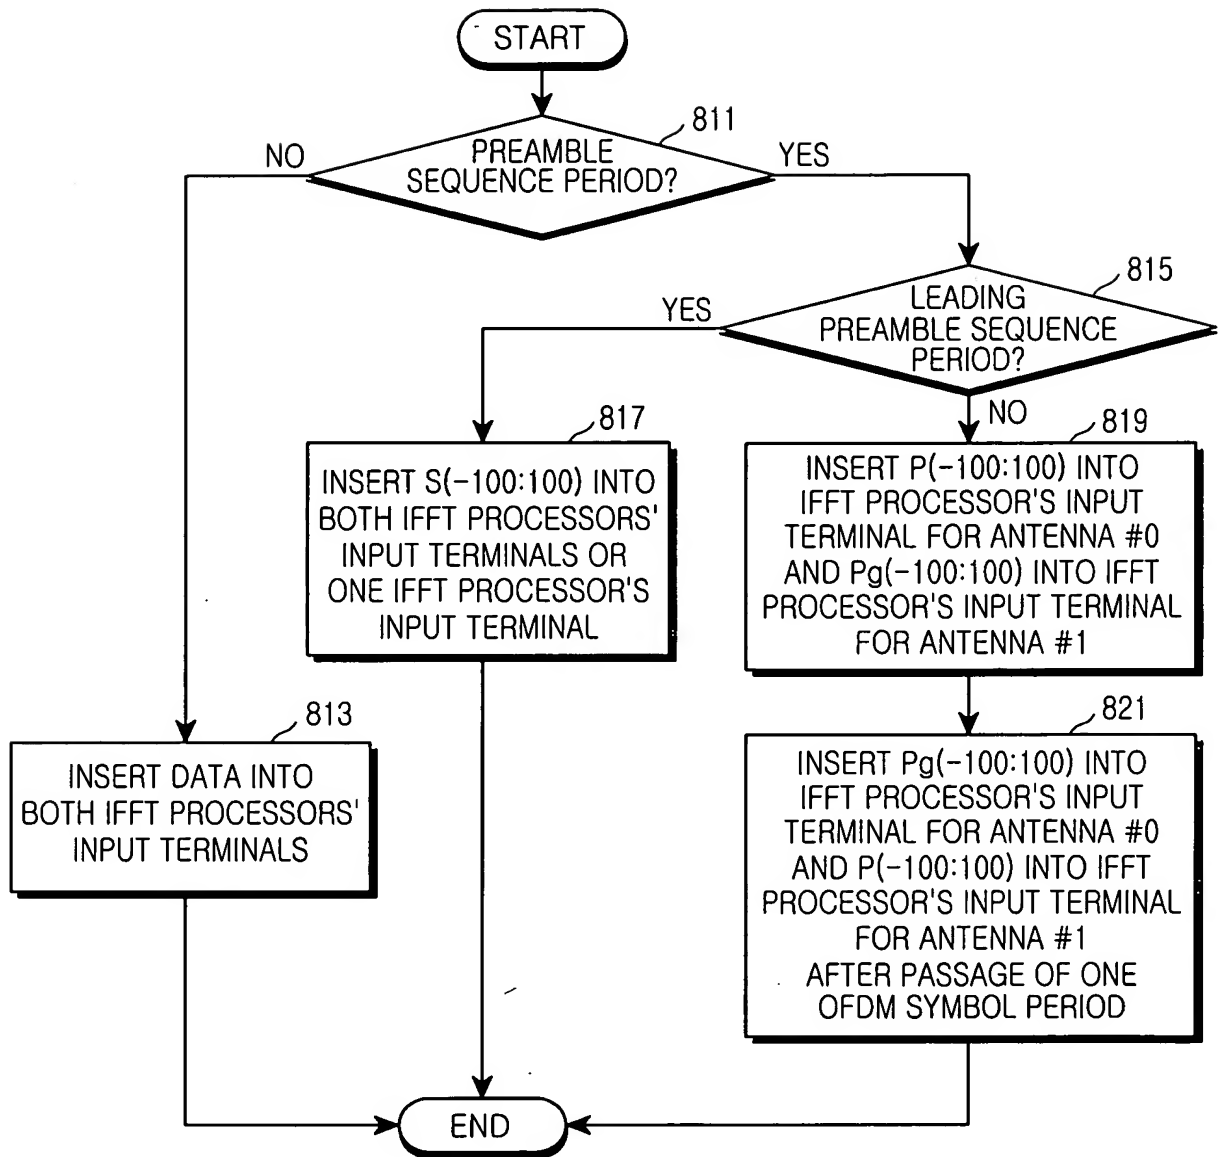 START
811
PREAMBLE
SEQUENCE PERIOD?
NO
YES
815
LEADING
PREAMBLE SEQUENCE
PERIOD?
YES
NO
817
INSERT S(-100:100) INTO
BOTH IFFT PROCESSORS'
INPUT TERMINALS OR
ONE IFFT PROCESSOR'S
INPUT TERMINAL
819
INSERT P(-100:100) INTO
IFFT PROCESSOR'S INPUT
TERMINAL FOR ANTENNA #0
AND Pg(-100:100) INTO IFFT
PROCESSOR'S INPUT TERMINAL
FOR ANTENNA #1
813
INSERT DATA INTO
BOTH IFFT PROCESSORS'
INPUT TERMINALS
821
INSERT Pg(-100:100) INTO
IFFT PROCESSOR'S INPUT
TERMINAL FOR ANTENNA #0
AND P(-100:100) INTO IFFT
PROCESSOR'S INPUT TERMINAL
FOR ANTENNA #1
AFTER PASSAGE OF ONE
OFDM SYMBOL PERIOD
END